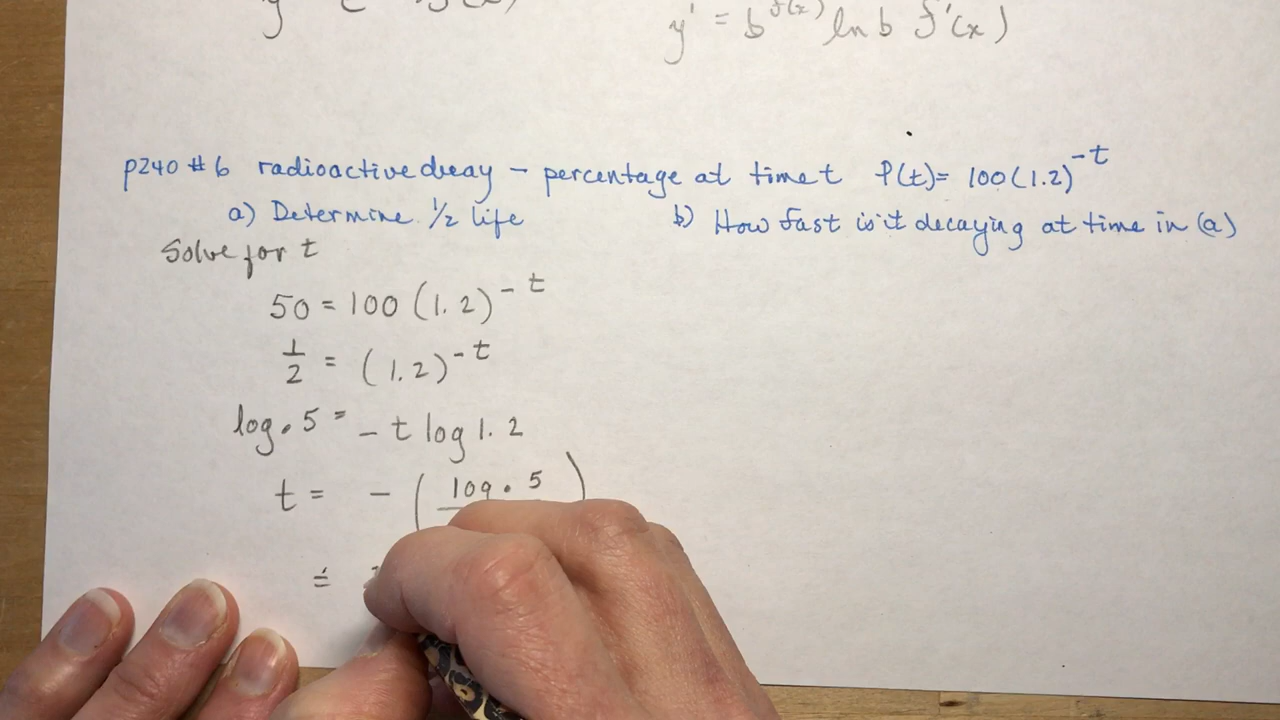 y' = b^f(x) ln b f'(x)
p240 #6 radioactive decay – percentage at time t P(t)= 100(1.2)^-t
a) Determine ½ life
b) How fast is it decaying at time in (a)
Solve for t
50 = 100 (1.2)^-t
1/2 = (1.2)^-t
log .5 = -t log 1.2
t = - ( log .5 )
≐